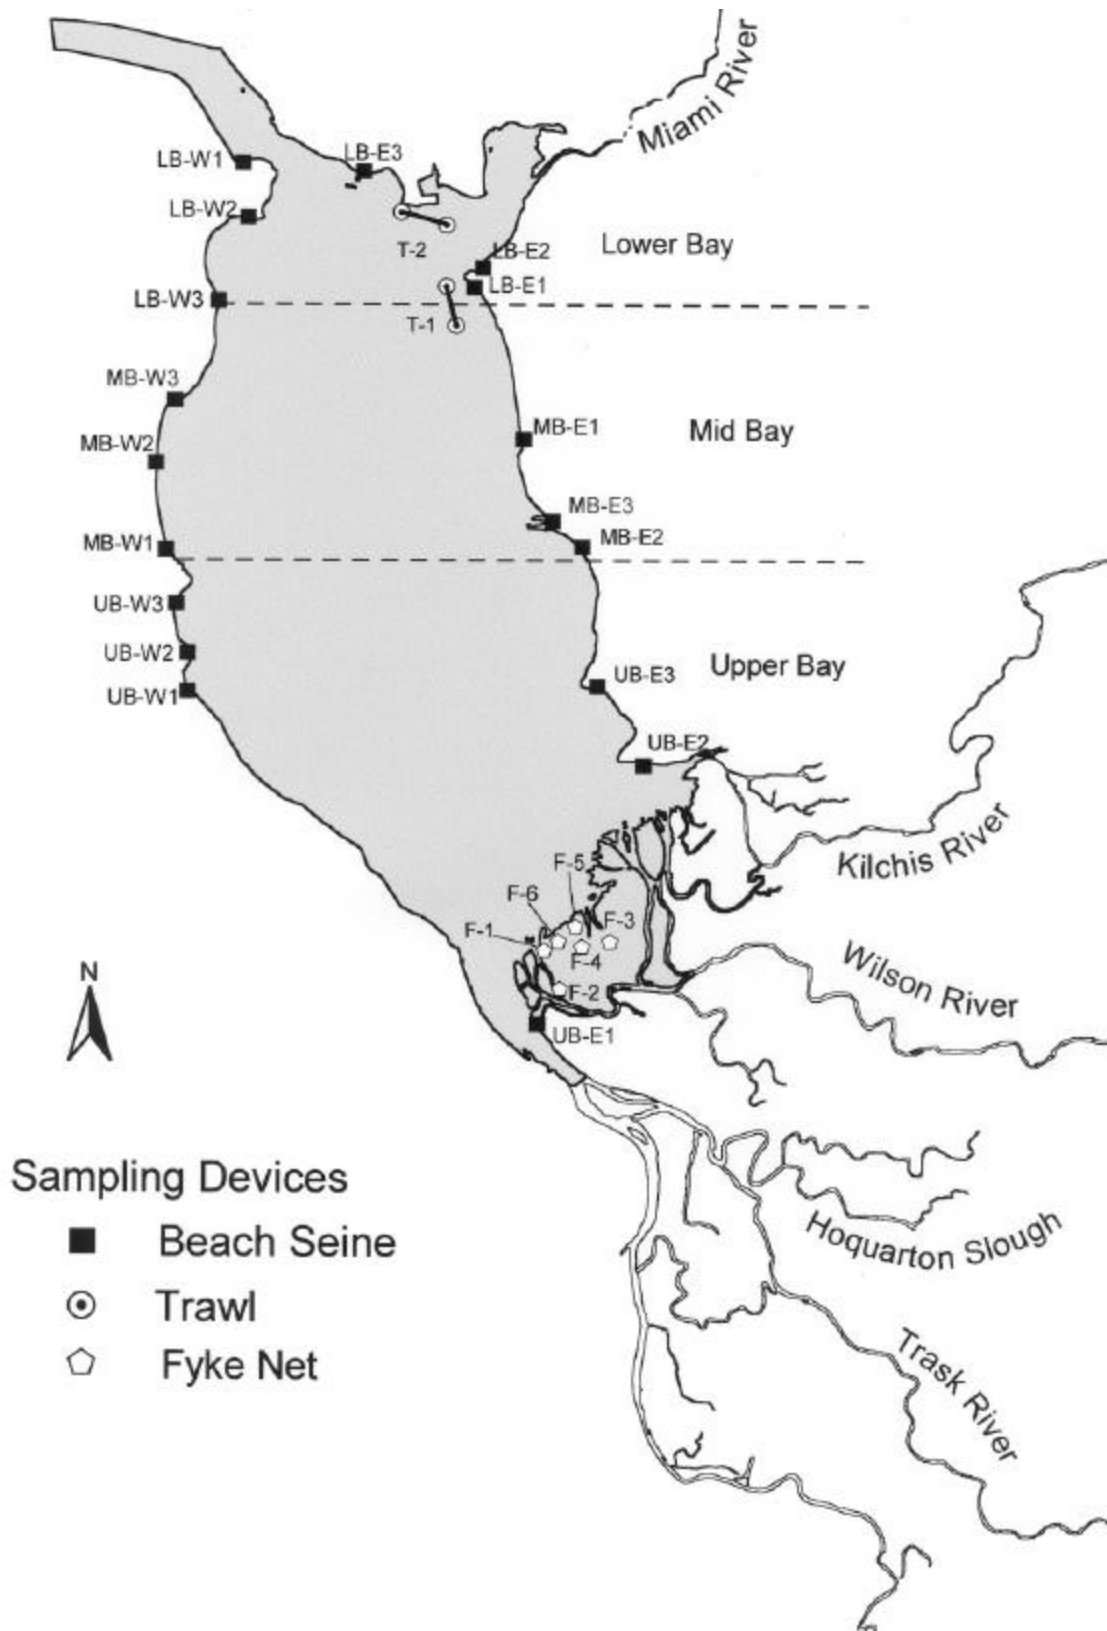 Miami River
LB-W1
LB-E3
LB-W2
T-2
LB-E2
Lower Bay
LB-E1
LB-W3
T-1
MB-W3
MB-E1
Mid Bay
MB-W2
MB-E3
MB-W1
MB-E2
UB-W3
UB-W2
UB-E3
Upper Bay
UB-W1
UB-E2
Kilchis River
F-5
F-6
F-3
F-1
F-4
Wilson River
N
F-2
UB-E1
Sampling Devices
Beach Seine
Hoquarton Slough
Trawl
Fyke Net
Trask River